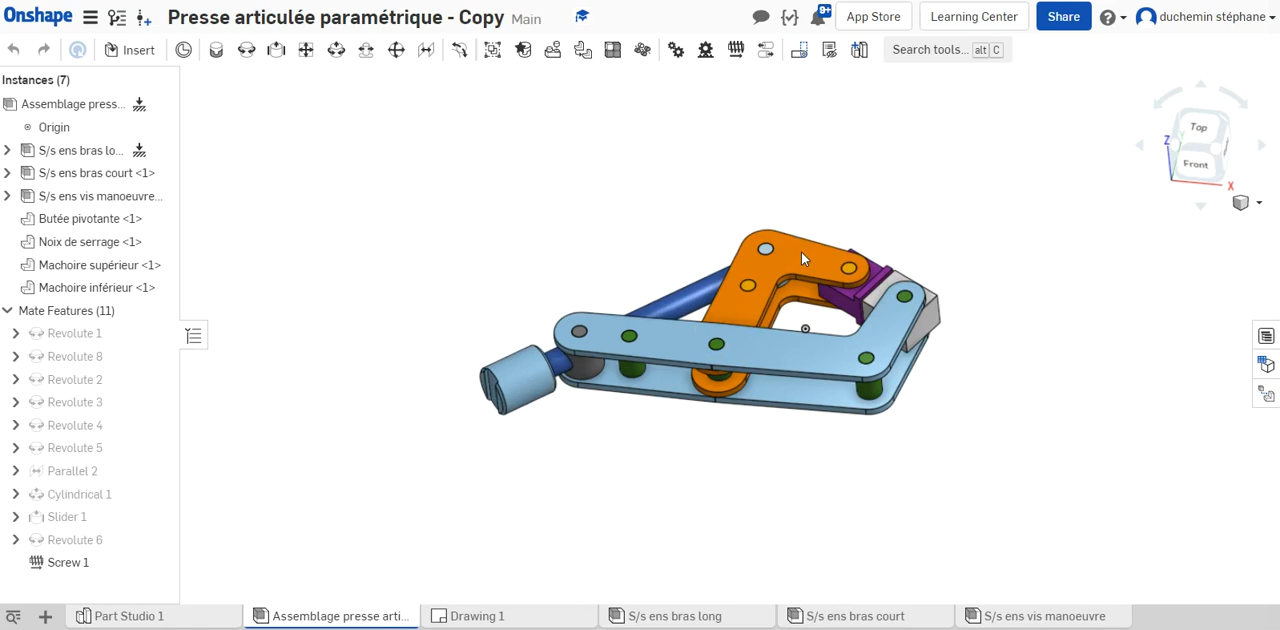 Onshape Presse articulée paramétrique - Copy Main 9+ App Store Learning Center Share duchemin stéphane
Insert Search tools... alt C
Instances (7)
Assemblage press...
Origin
S/s ens bras lo...
S/s ens bras court <1>
S/s ens vis manoeuvre...
Butée pivotante <1>
Noix de serrage <1>
Machoire supérieur <1>
Machoire inférieur <1>
Mate Features (11)
Revolute 1
Revolute 8
Revolute 2
Revolute 3
Revolute 4
Revolute 5
Parallel 2
Cylindrical 1
Slider 1
Revolute 6
Screw 1
Top
Front
Z
Y
X
Part Studio 1 Assemblage presse arti... Drawing 1 S/s ens bras long S/s ens bras court S/s ens vis manoeuvre